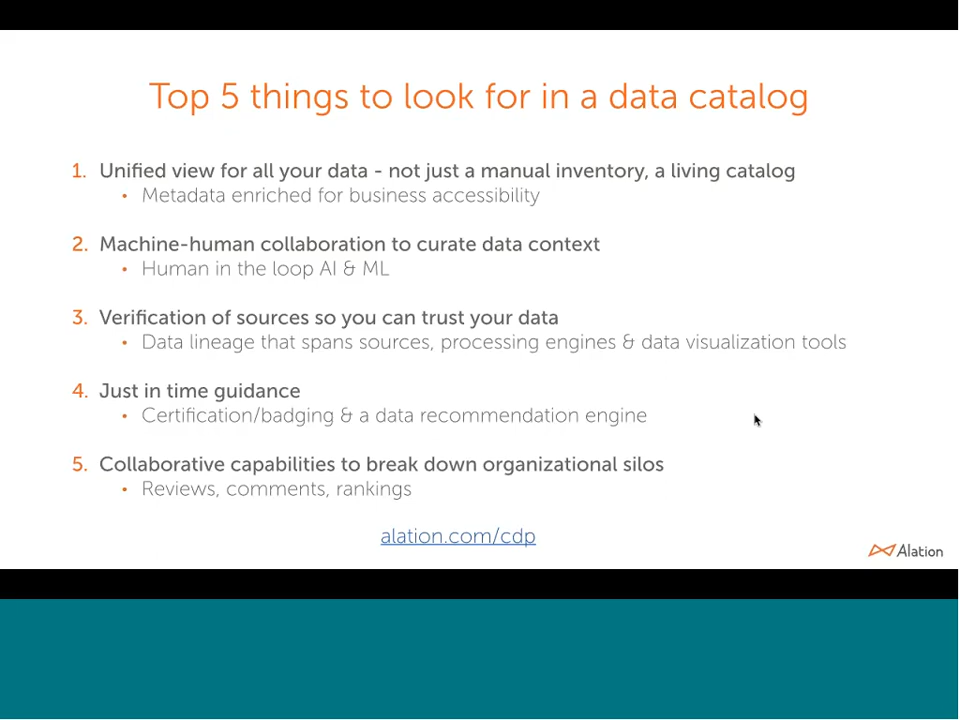 Top 5 things to look for in a data catalog
1. Unified view for all your data - not just a manual inventory, a living catalog
• Metadata enriched for business accessibility
2. Machine-human collaboration to curate data context
• Human in the loop AI & ML
3. Verification of sources so you can trust your data
• Data lineage that spans sources, processing engines & data visualization tools
4. Just in time guidance
• Certification/badging & a data recommendation engine
5. Collaborative capabilities to break down organizational silos
• Reviews, comments, rankings
alation.com/cdp
Alation